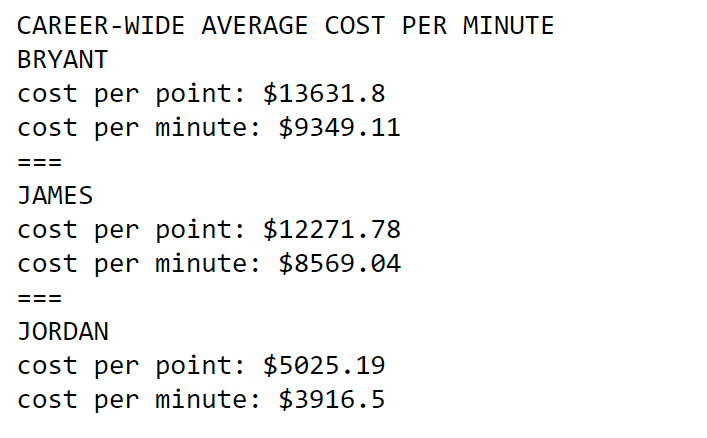 CAREER-WIDE AVERAGE COST PER MINUTE
BRYANT
cost per point: $13631.8
cost per minute: $9349.11
===
JAMES
cost per point: $12271.78
cost per minute: $8569.04
===
JORDAN
cost per point: $5025.19
cost per minute: $3916.5